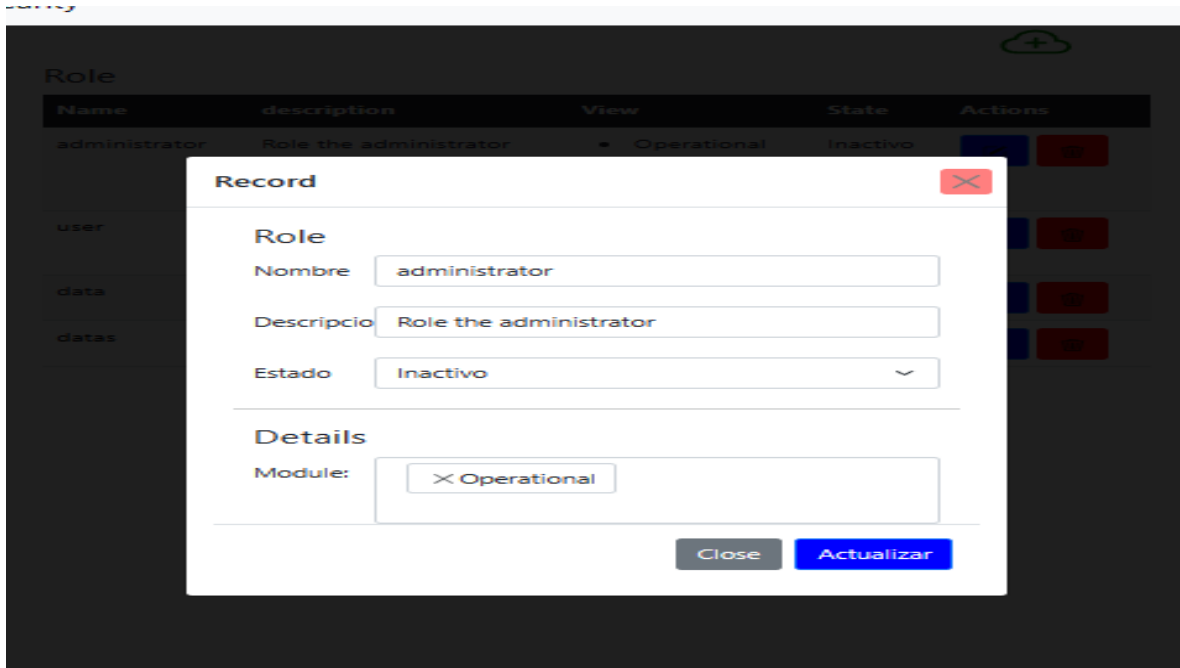 Role
Name description View State Actions
administrator Role the administrator • Operational Inactivo
Record
user
Role
Nombre administrator
data
Descripcio Role the administrator
datas
Estado Inactivo
Details
Module: Operational
Close Actualizar